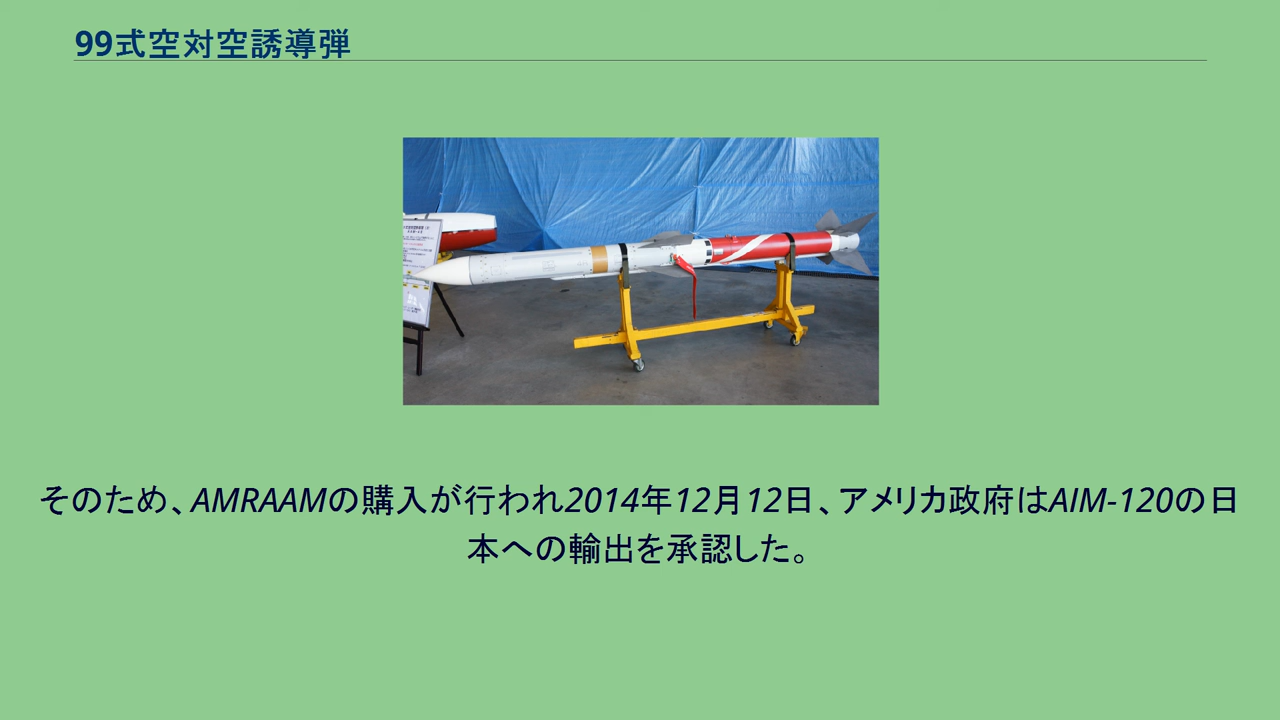 99式空対空誘導弾
そのため、AMRAAMの購入が行われ2014年12月12日、アメリカ政府はAIM-120の日
本への輸出を承認した。